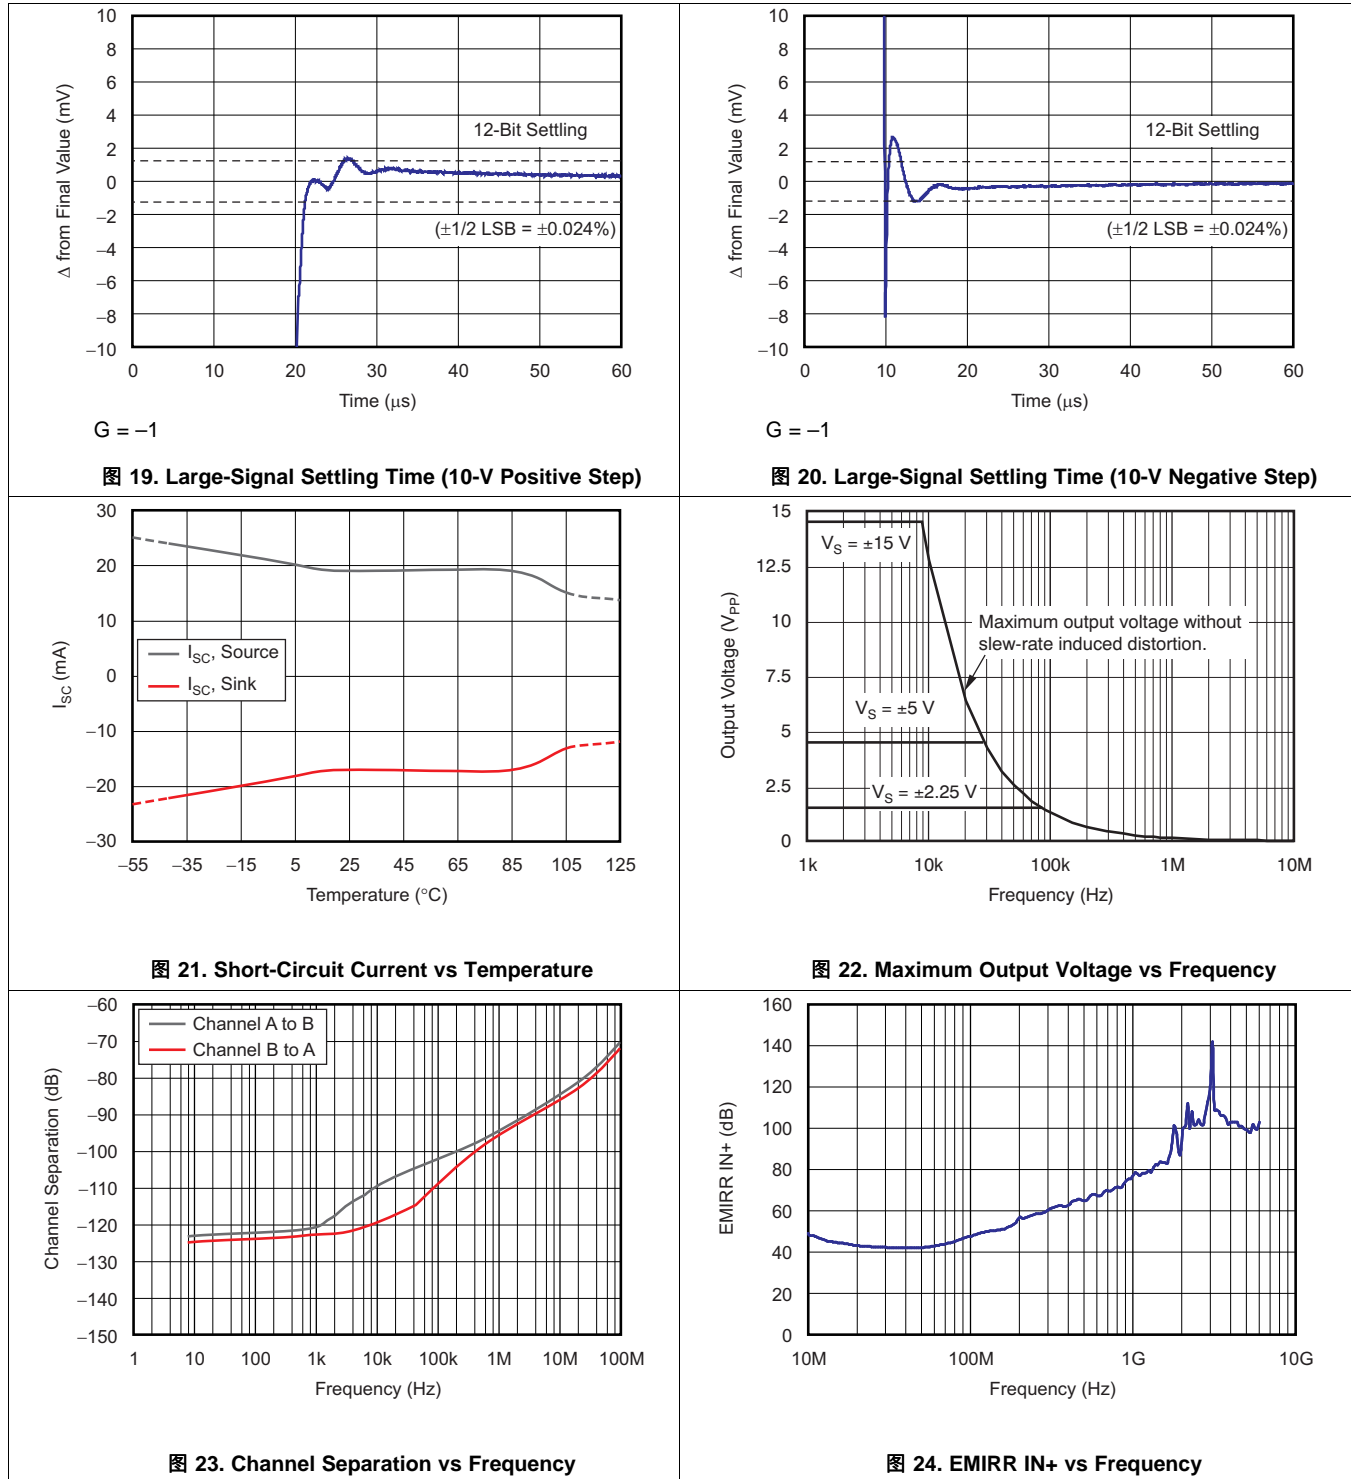 10
8
6
4
2
0
−2
−4
−6
−8
−10
Δ from Final Value (mV)
12-Bit Settling
(±1/2 LSB = ±0.024%)
0 10 20 30 40 50 60
Time (μs)
G = −1
图 19. Large-Signal Settling Time (10-V Positive Step)
10
8
6
4
2
0
−2
−4
−6
−8
−10
Δ from Final Value (mV)
12-Bit Settling
(±1/2 LSB = ±0.024%)
0 10 20 30 40 50 60
Time (μs)
G = −1
图 20. Large-Signal Settling Time (10-V Negative Step)
30
20
10
0
−10
−20
−30
I_SC (mA)
I_SC, Source
I_SC, Sink
−55 −35 −15 5 25 45 65 85 105 125
Temperature (°C)
图 21. Short-Circuit Current vs Temperature
15
12.5
10
7.5
5
2.5
0
Output Voltage (V_PP)
V_S = ±15 V
Maximum output voltage without
slew-rate induced distortion.
V_S = ±5 V
V_S = ±2.25 V
1k 10k 100k 1M 10M
Frequency (Hz)
图 22. Maximum Output Voltage vs Frequency
−60
−70
−80
−90
−100
−110
−120
−130
−140
−150
Channel Separation (dB)
Channel A to B
Channel B to A
1 10 100 1k 10k 100k 1M 10M 100M
Frequency (Hz)
图 23. Channel Separation vs Frequency
160
140
120
100
80
60
40
20
0
EMIRR IN+ (dB)
10M 100M 1G 10G
Frequency (Hz)
图 24. EMIRR IN+ vs Frequency